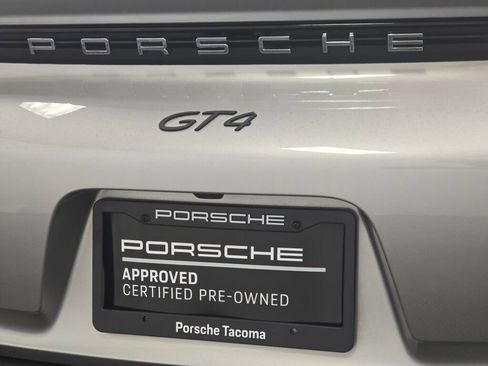 PORSCHE
GT4
PORSCHE
PORSCHE
APPROVED
CERTIFIED PRE-OWNED
Porsche Tacoma